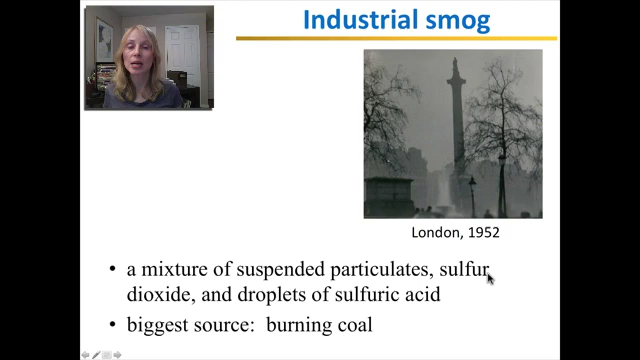 Industrial smog
London, 1952
• a mixture of suspended particulates, sulfur
dioxide, and droplets of sulfuric acid
• biggest source: burning coal